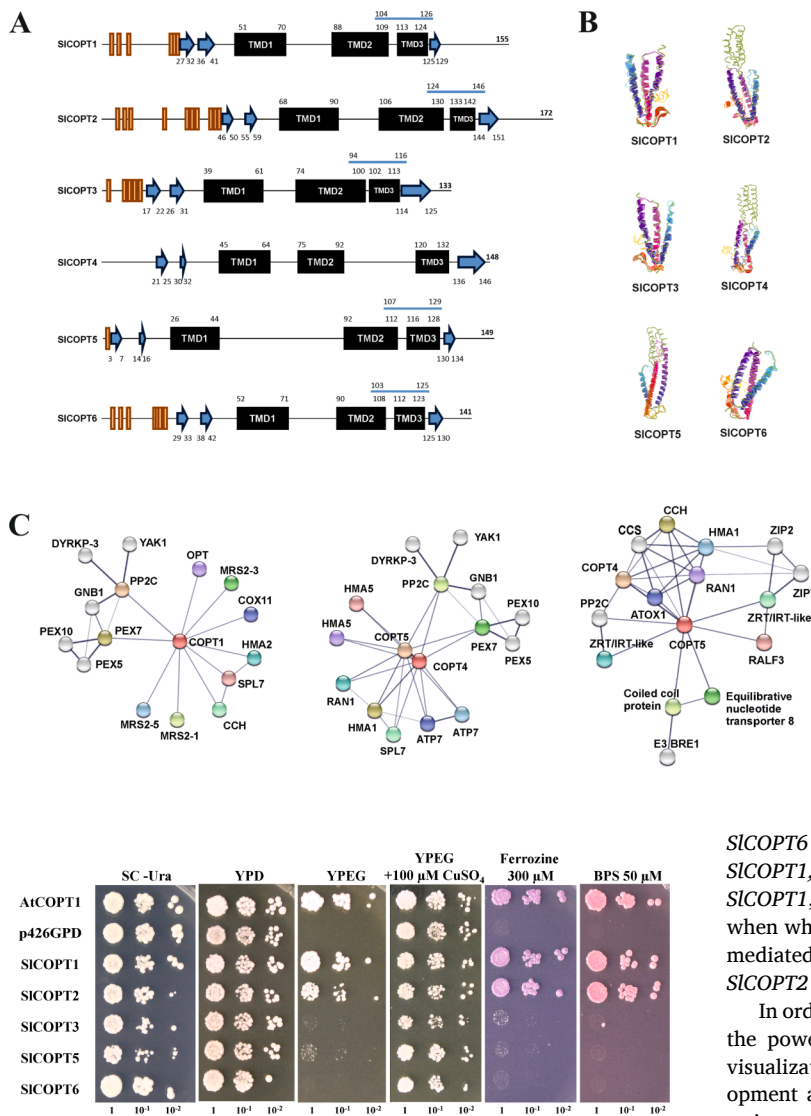 A
104 126
51 70 88 109 113 124
155
SlCOPT1
TMD1 TMD2 TMD3
27 32 36 41 125 129
124 146
68 90 106 130 133 142
172
SlCOPT2
TMD1 TMD2 TMD3
46 50 55 59 144 151
94 116
39 61 74 100 102 113
133
SlCOPT3
TMD1 TMD2 TMD3
17 22 26 31 114 125
45 64 75 92 120 132
148
SlCOPT4
TMD1 TMD2 TMD3
21 25 30 32 136 146
107 129
26 44 92 112 116 128
149
SlCOPT5
TMD1 TMD2 TMD3
3 7 14 16 130 134
103 125
52 71 90 108 112 123
141
SlCOPT6
TMD1 TMD2 TMD3
29 33 38 42 125 130
B
SlCOPT1 SlCOPT2
SlCOPT3 SlCOPT4
SlCOPT5 SlCOPT6
C
DYRKP-3
YAK1
PP2C
OPT
MRS2-3
GNB1
COX11
PEX10
PEX7
COPT1
HMA2
PEX5
SPL7
CCH
MRS2-5
MRS2-1
YAK1
DYRKP-3
PP2C
GNB1
HMA5
PEX10
HMA5
COPT5
PEX7
COPT4
PEX5
RAN1
HMA1
ATP7
ATP7
SPL7
CCH
CCS
HMA1
ZIP2
COPT4
RAN1
ZIP1
PP2C
ATOX1
ZRT/IRT-like
ZRT/IRT-like
COPT5
RALF3
Coiled coil
protein
Equilibrative
nucleotide
transporter 8
E3 BRE1
SC -Ura YPD YPEG
YPEG
+100 µM CuSO4
Ferrozine
300 µM
BPS 50 µM
AtCOPT1
p426GPD
SlCOPT1
SlCOPT2
SlCOPT3
SlCOPT5
SlCOPT6
1 10-1 10-2 1 10-1 10-2 1 10-1 10-2 1 10-1 10-2 1 10-1 10-2 1 10-1 10-2
SlCOPT6
SlCOPT1,
SlCOPT1,
when wh
mediated
SlCOPT2
In ord
the powe
visualizat
opment a